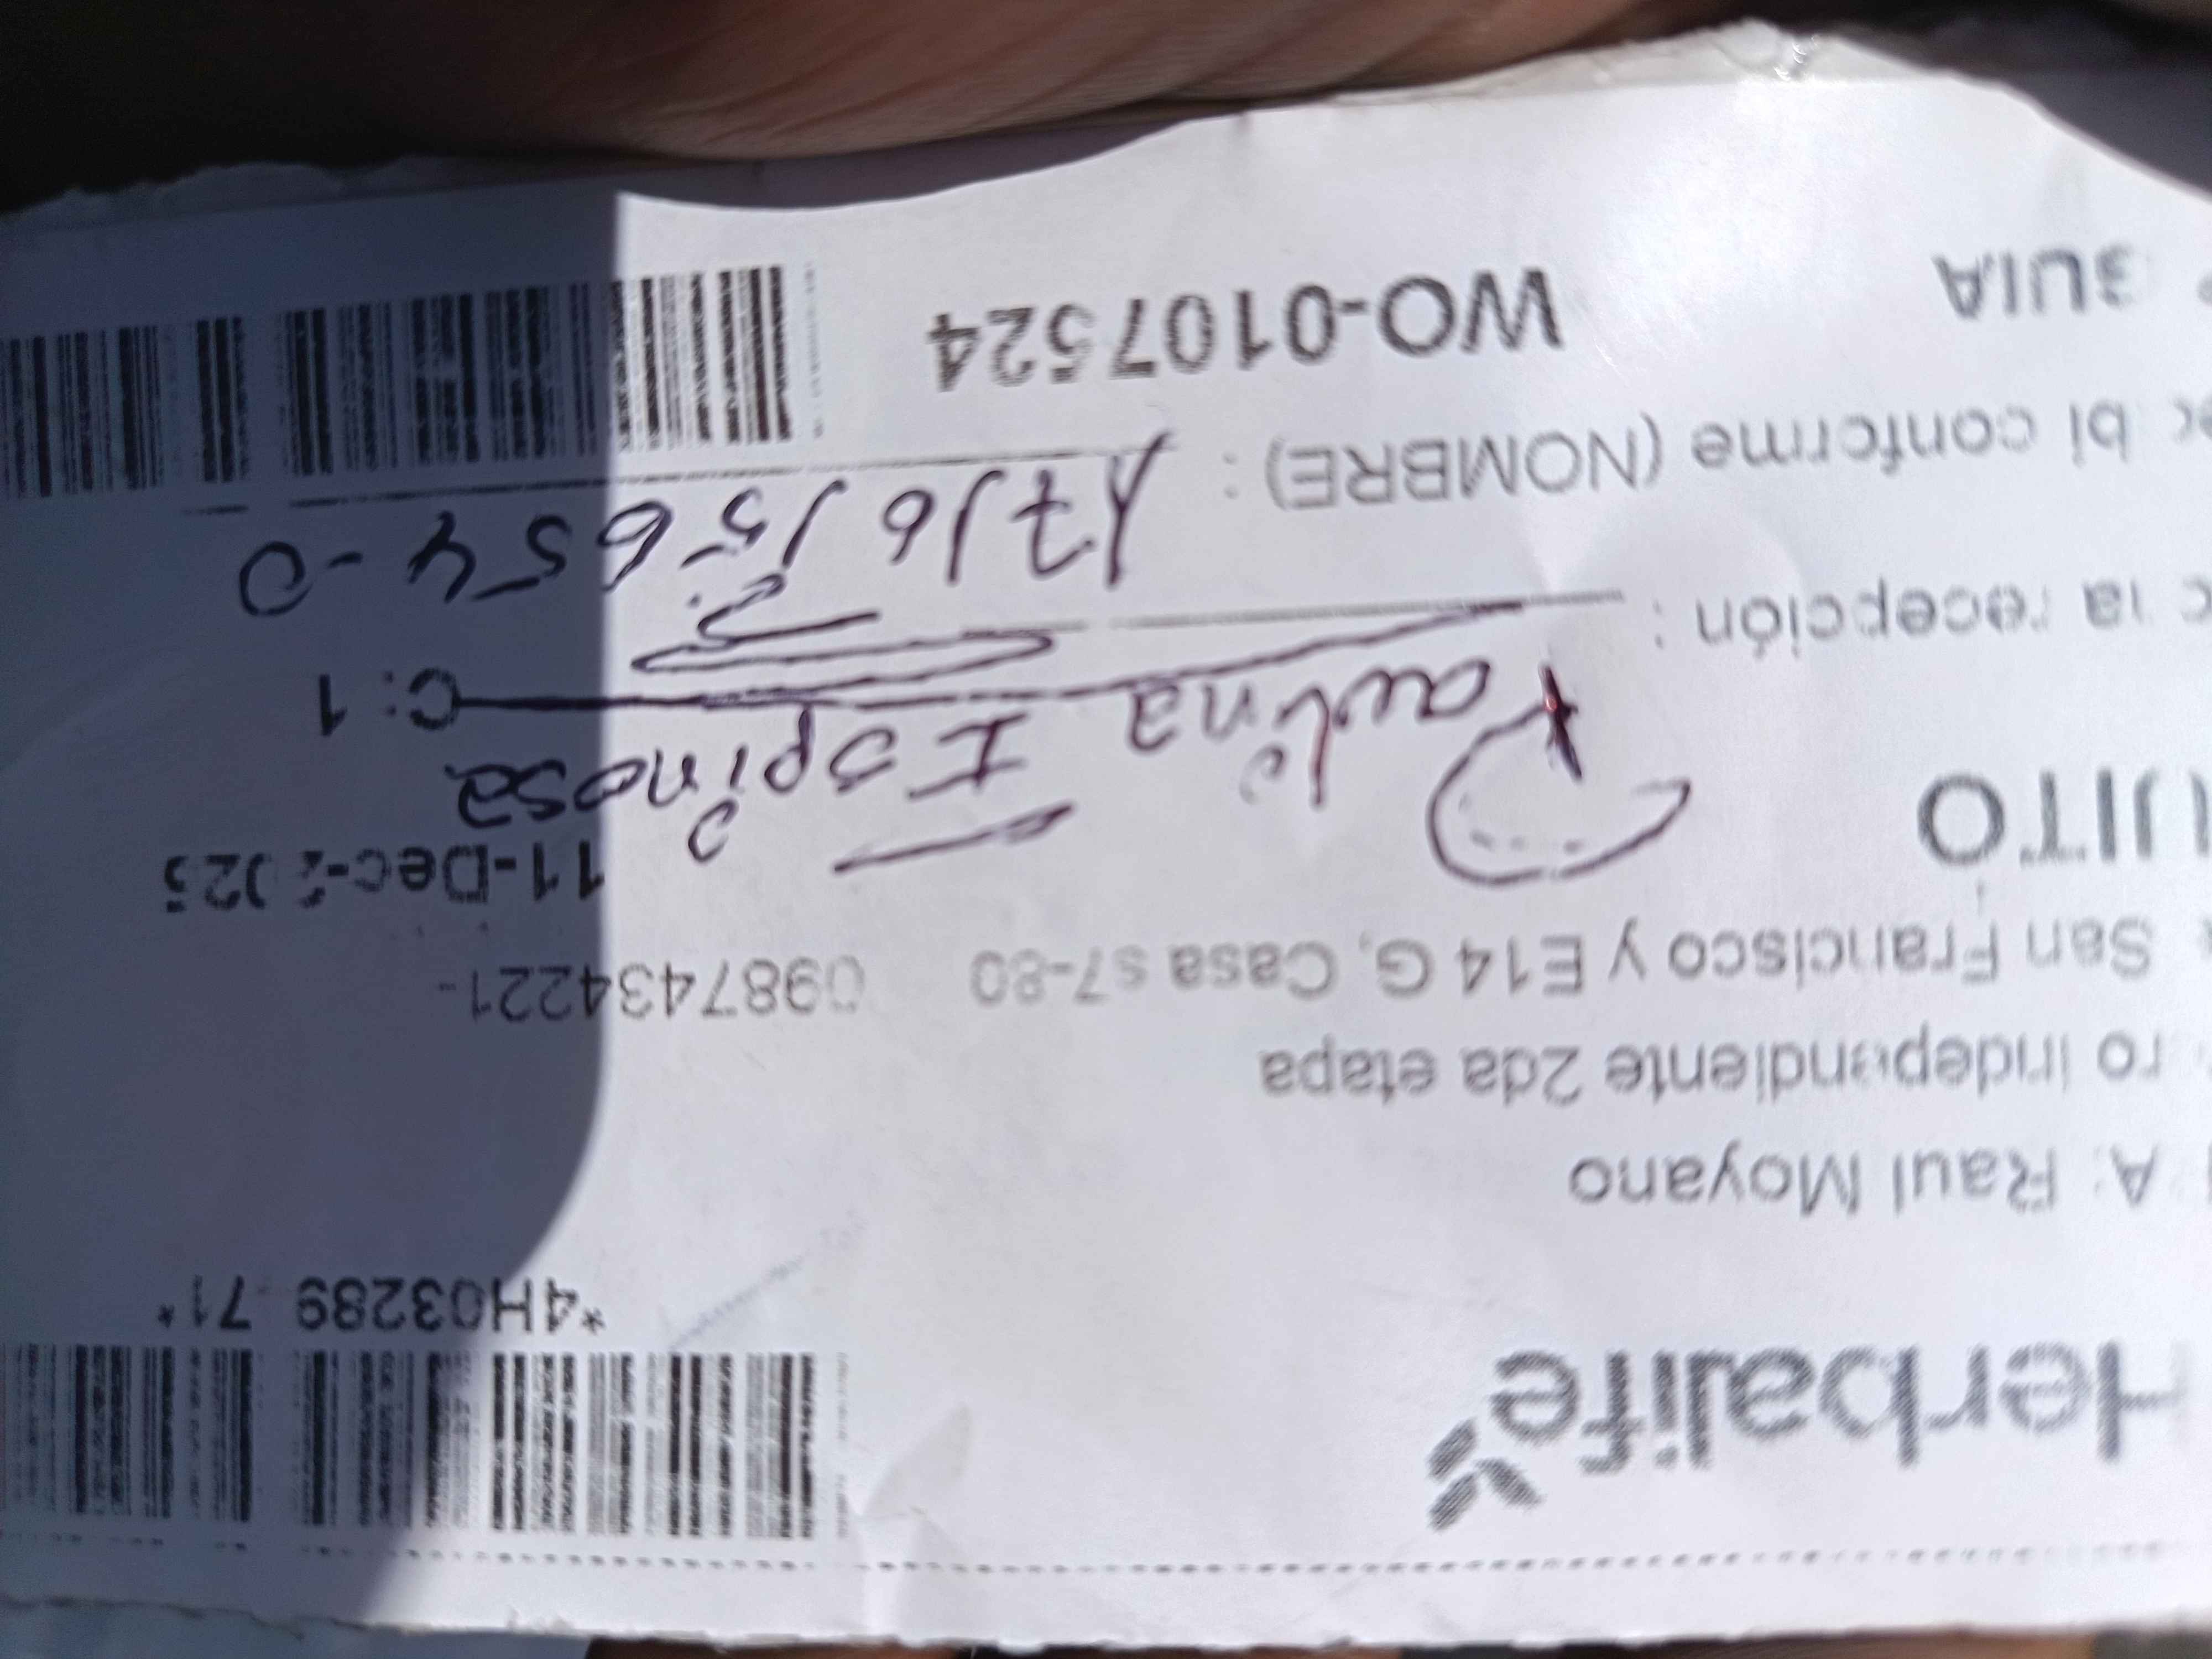 Herbalife
*4H03289 71*
A: Raul Moyano
ro independiente 2da etapa
San Francisco y E14 G, Casa s7-80 0987434221-
UITO 11-Dec-2025
Paulina Espinosa
la recepción : C: 1
bi conforme (NOMBRE) :
GUIA WO-0107524